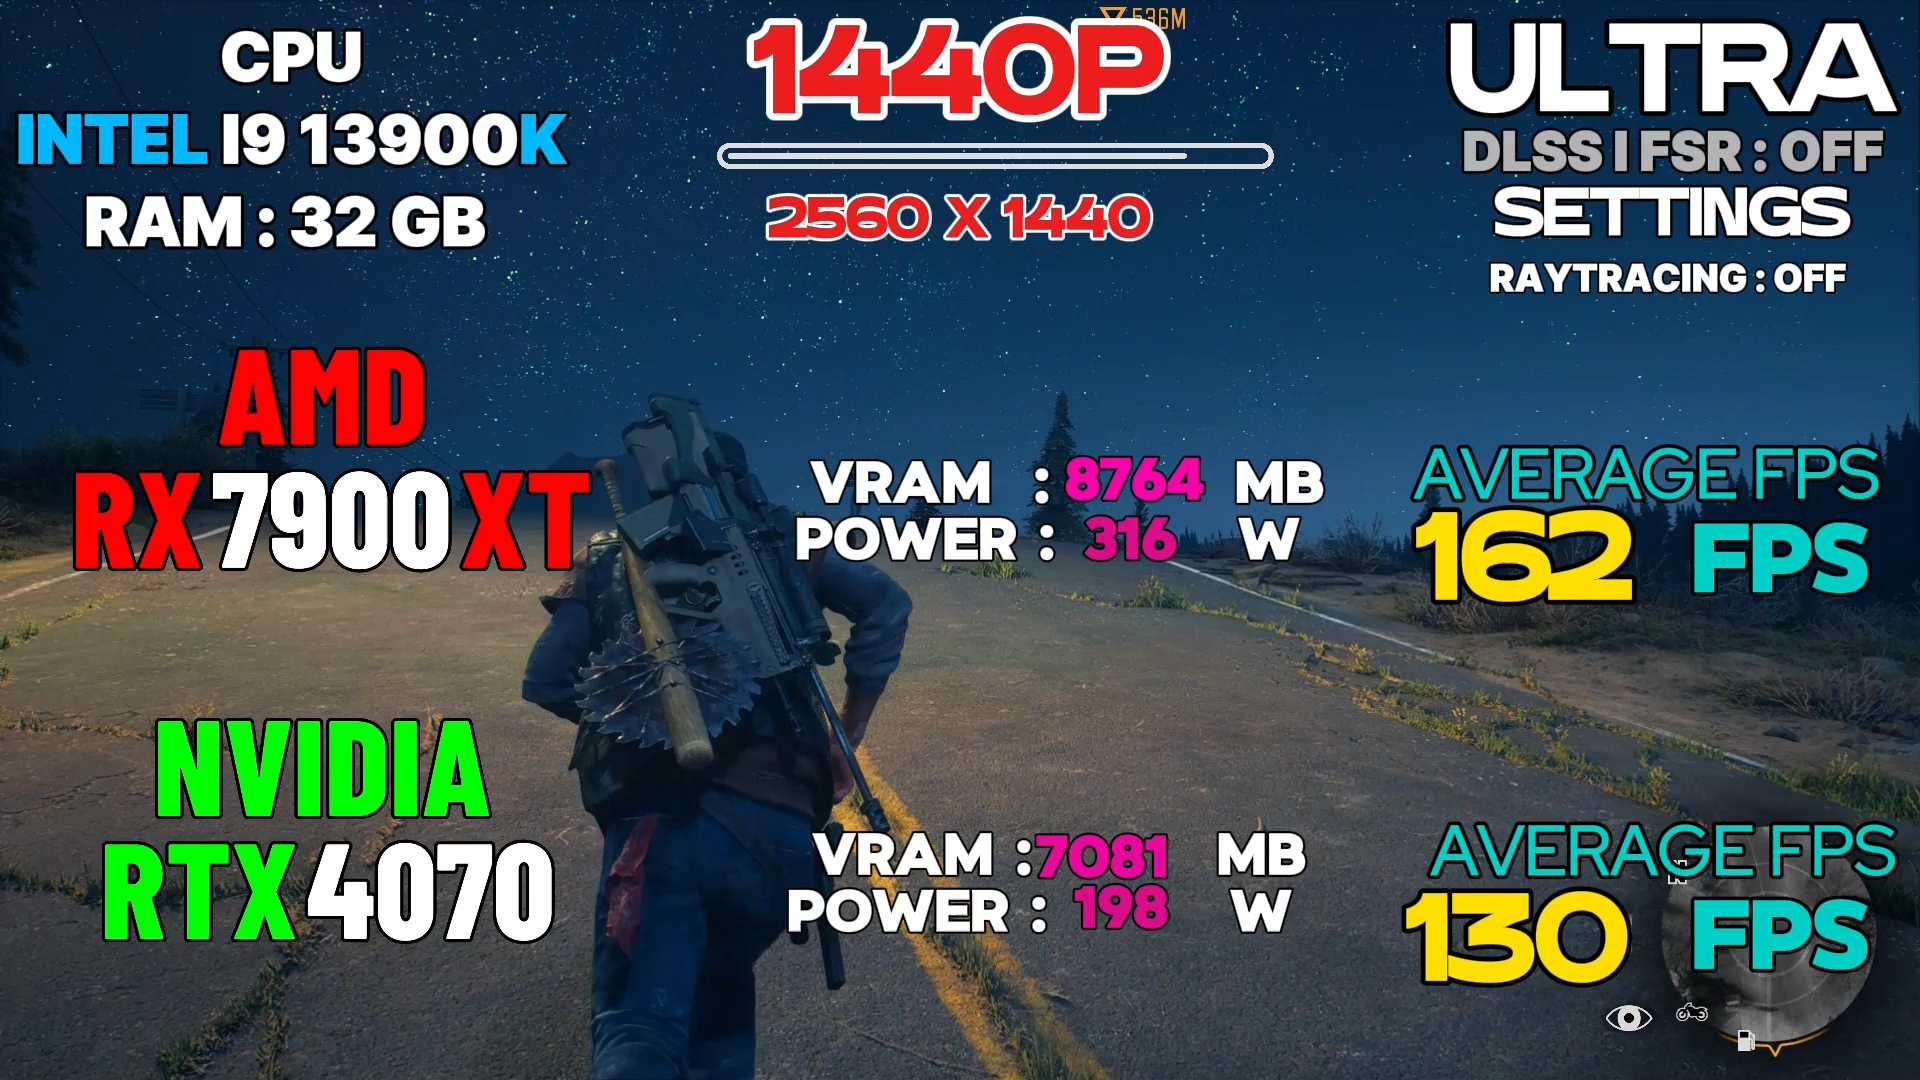 536M
CPU
INTEL I9 13900K
RAM : 32 GB
1440P
2560 X 1440
ULTRA
DLSS I FSR : OFF
SETTINGS
RAYTRACING : OFF
AMD
RX 7900 XT
VRAM : 8764 MB
POWER : 316 W
AVERAGE FPS
162 FPS
NVIDIA
RTX 4070
VRAM : 7081 MB
POWER : 198 W
AVERAGE FPS
130 FPS